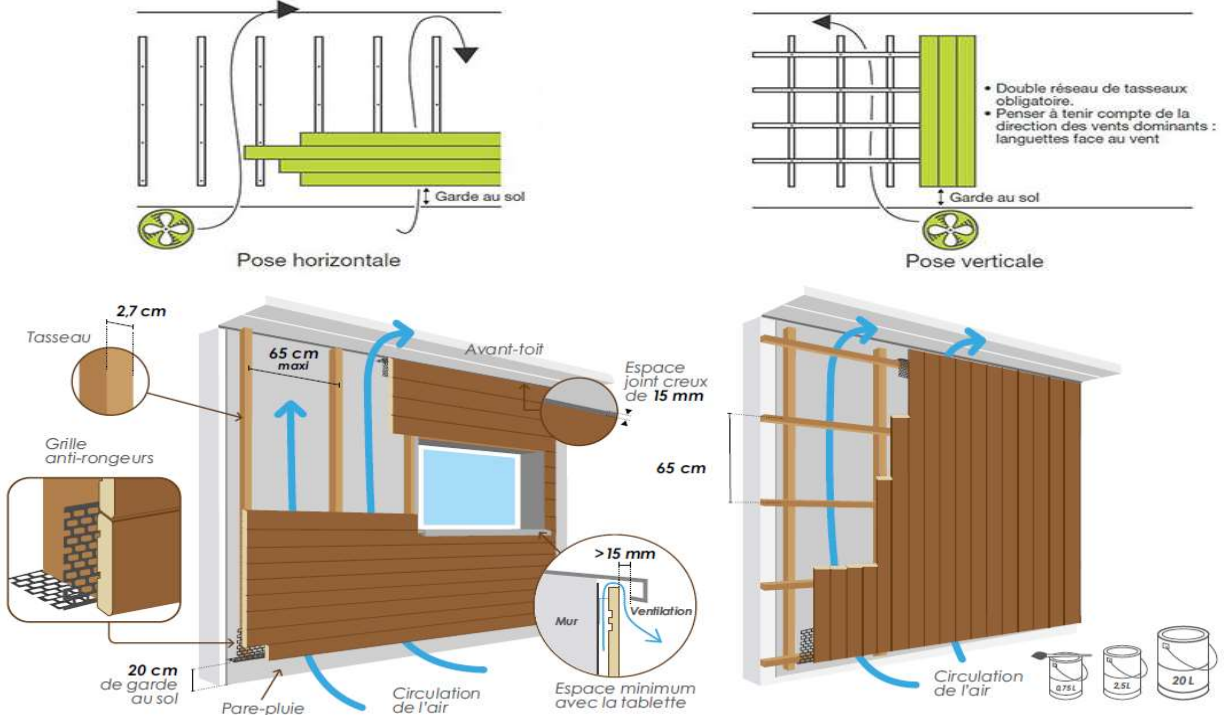 Garde au sol
Pose horizontale
• Double réseau de tasseaux
obligatoire.
• Penser à tenir compte de la
direction des vents dominants :
languettes face au vent
Garde au sol
Pose verticale
2,7 cm
Tasseau
65 cm
maxi
Avant-toit
Espace
joint creux
de 15 mm
Grille
anti-rongeurs
>15 mm
Mur
Ventilation
20 cm
de garde
au sol
Pare-pluie
Circulation
de l'air
Espace minimum
avec la tablette
65 cm
Circulation
de l'air
0,75 L
2,5 L
20 L